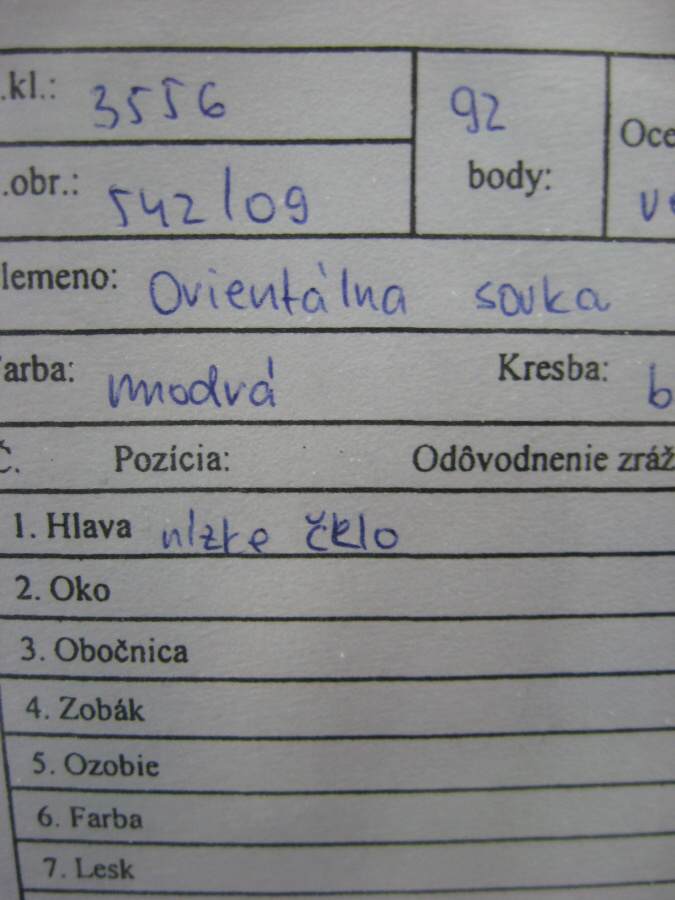 .kl.: 3556
92
body:
Oce
.obr.: 542/09
lemeno: Orientálna sovka
arba: modrá Kresba: b
Č. Pozícia: Odôvodnenie zráž
1. Hlava nízke čelo
2. Oko
3. Obočnica
4. Zobák
5. Ozobie
6. Farba
7. Lesk